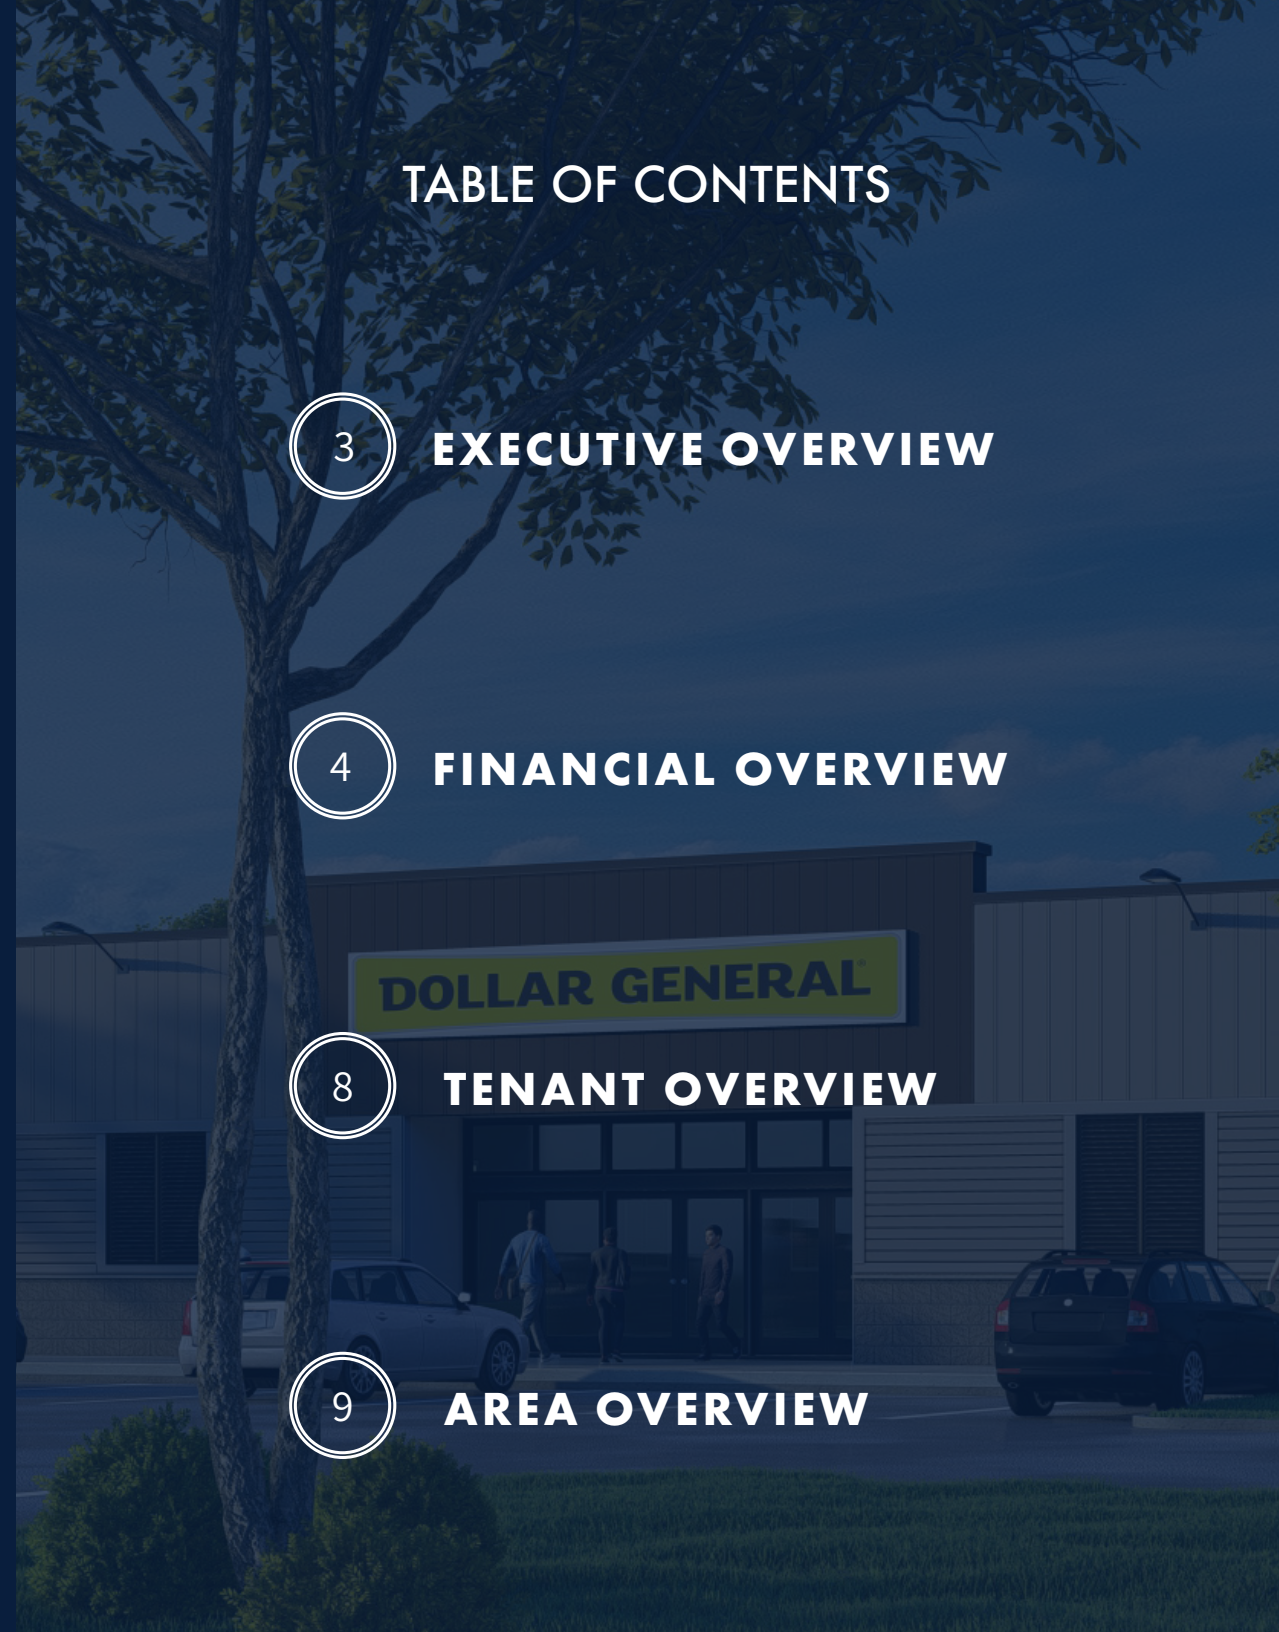 TABLE OF CONTENTS
3 EXECUTIVE OVERVIEW
4 FINANCIAL OVERVIEW
DOLLAR GENERAL®
8 TENANT OVERVIEW
9 AREA OVERVIEW